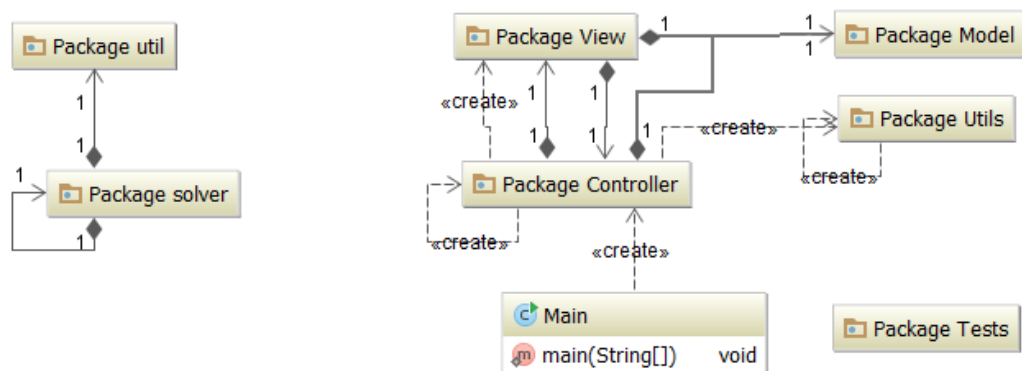 Package util
1
1
Package solver
1
1
Package View
1
1
1
Package Model
«create»
1
1
1
1
1
Package Utils
«create»
«create»
Package Controller
«create»
«create»
C Main
m main(String[]) void
Package Tests